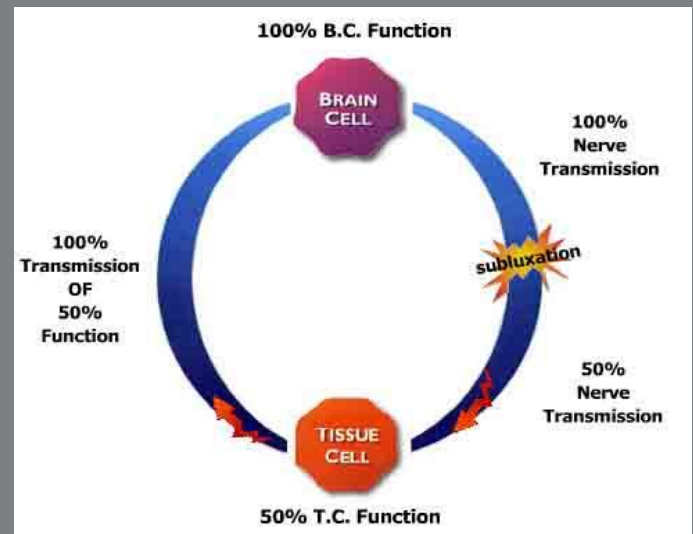 100% B.C. Function
BRAIN
CELL
100%
Nerve
Transmission
subluxation
100%
Transmission
OF
50%
Function
50%
Nerve
Transmission
TISSUE
CELL
50% T.C. Function